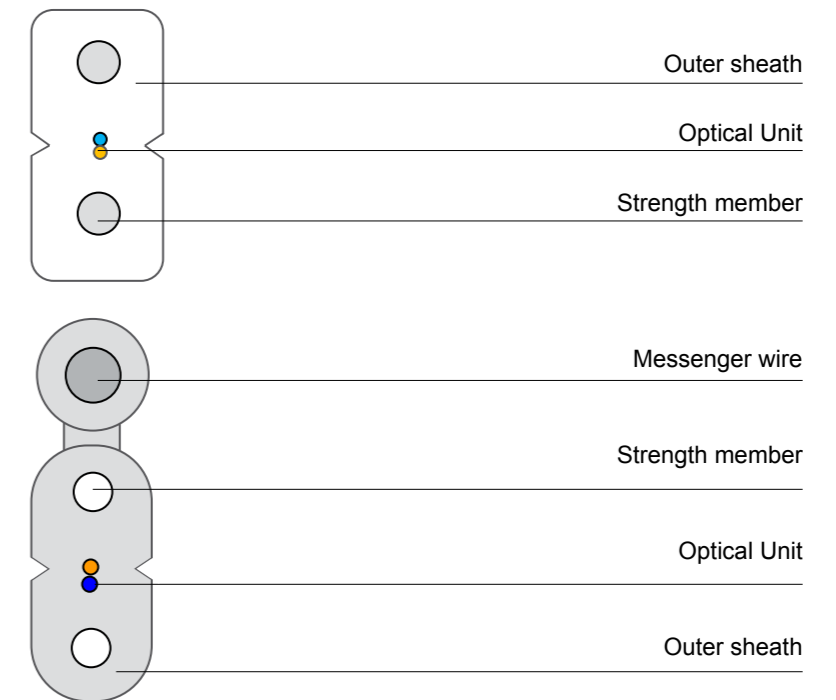 Outer sheath
Optical Unit
Strength member
Messenger wire
Strength member
Optical Unit
Outer sheath